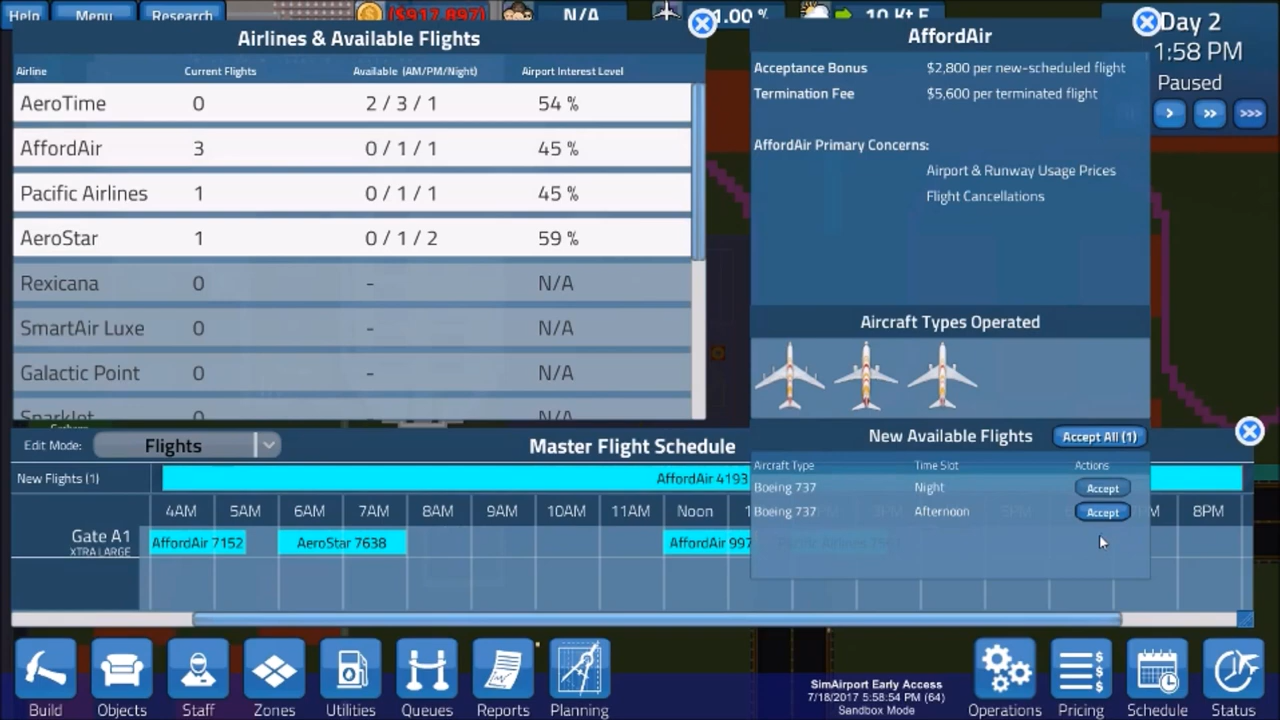 Help Menu Research ($917,897) N/A 1.00 % 10 Kt E
Day 2
1:58 PM
Paused
Airlines & Available Flights
Airline Current Flights Available (AM/PM/Night) Airport Interest Level
AeroTime 0 2 / 3 / 1 54 %
AffordAir 3 0 / 1 / 1 45 %
Pacific Airlines 1 0 / 1 / 1 45 %
AeroStar 1 0 / 1 / 2 59 %
Rexicana 0 - N/A
SmartAir Luxe 0 - N/A
Galactic Point 0 - N/A
Sparklet 0 - N/A
AffordAir
Acceptance Bonus $2,800 per new-scheduled flight
Termination Fee $5,600 per terminated flight
AffordAir Primary Concerns:
Airport & Runway Usage Prices
Flight Cancellations
Aircraft Types Operated
New Available Flights Accept All (1)
Aircraft Type Time Slot Actions
Boeing 737 Night Accept
Boeing 737 Afternoon Accept
Edit Mode: Flights Master Flight Schedule
New Flights (1) AffordAir 4193
4AM 5AM 6AM 7AM 8AM 9AM 10AM 11AM Noon 8PM
Gate A1
XTRA LARGE
AffordAir 7152 AeroStar 7638 AffordAir 997
Build Objects Staff Zones Utilities Queues Reports Planning
SimAirport Early Access
7/18/2017 5:58:54 PM (64)
Sandbox Mode
Operations Pricing Schedule Status